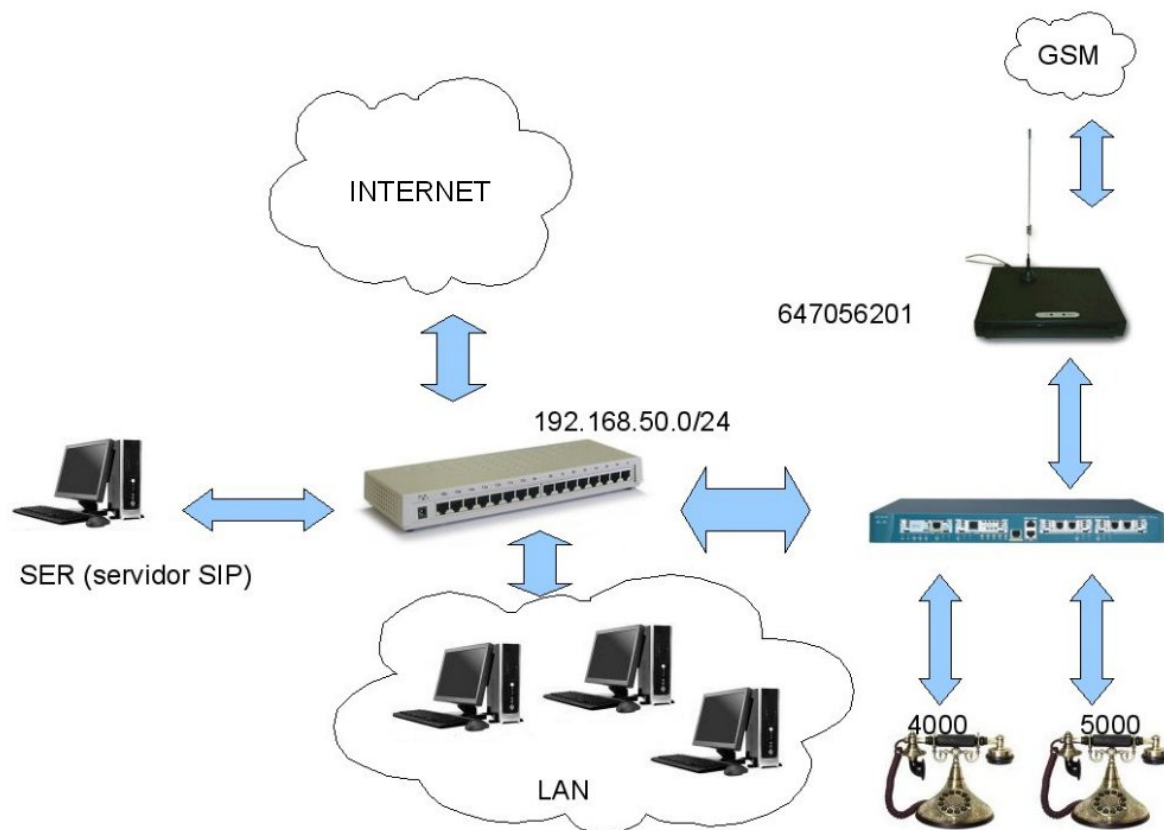 GSM
INTERNET
647056201
192.168.50.0/24
SER (servidor SIP)
4000
5000
LAN